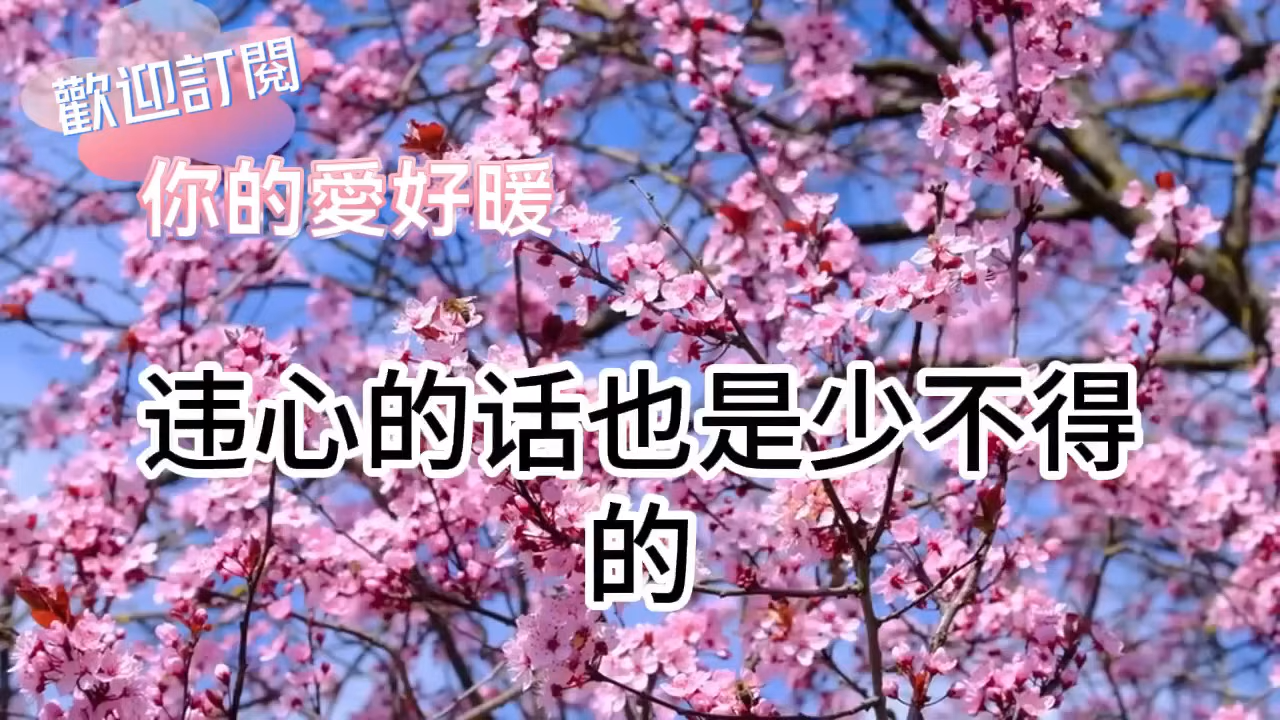 歡迎訂閱
你的愛好暖
违心的话也是少不得
的